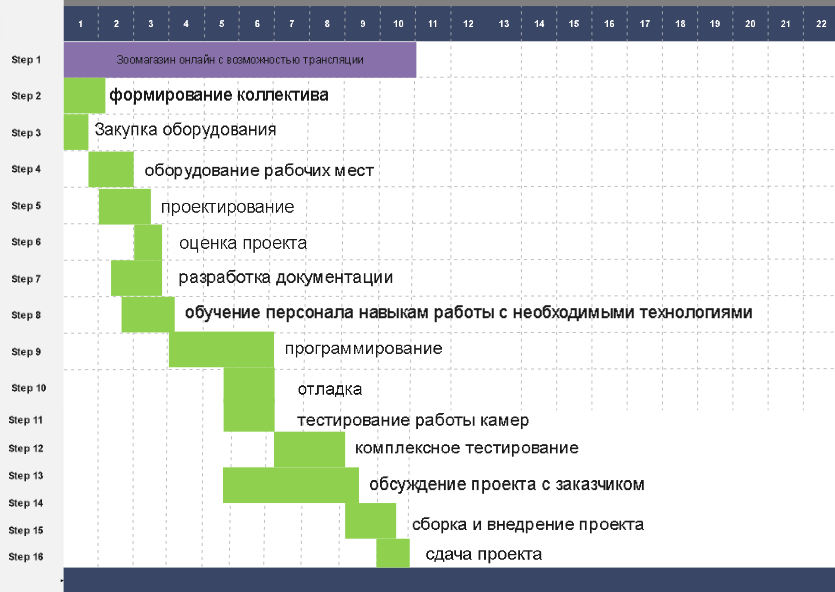 1 2 3 4 5 6 7 8 9 10 11 12 13 14 15 16 17 18 19 20 21 22
Step 1 Зоомагазин онлайн с возможностью трансляции
Step 2 формирование коллектива
Step 3 Закупка оборудования
Step 4 оборудование рабочих мест
Step 5 проектирование
Step 6 оценка проекта
Step 7 разработка документации
Step 8 обучение персонала навыкам работы с необходимыми технологиями
Step 9 программирование
Step 10 отладка
Step 11 тестирование работы камер
Step 12 комплексное тестирование
Step 13 обсуждение проекта с заказчиком
Step 14
Step 15 сборка и внедрение проекта
Step 16 сдача проекта